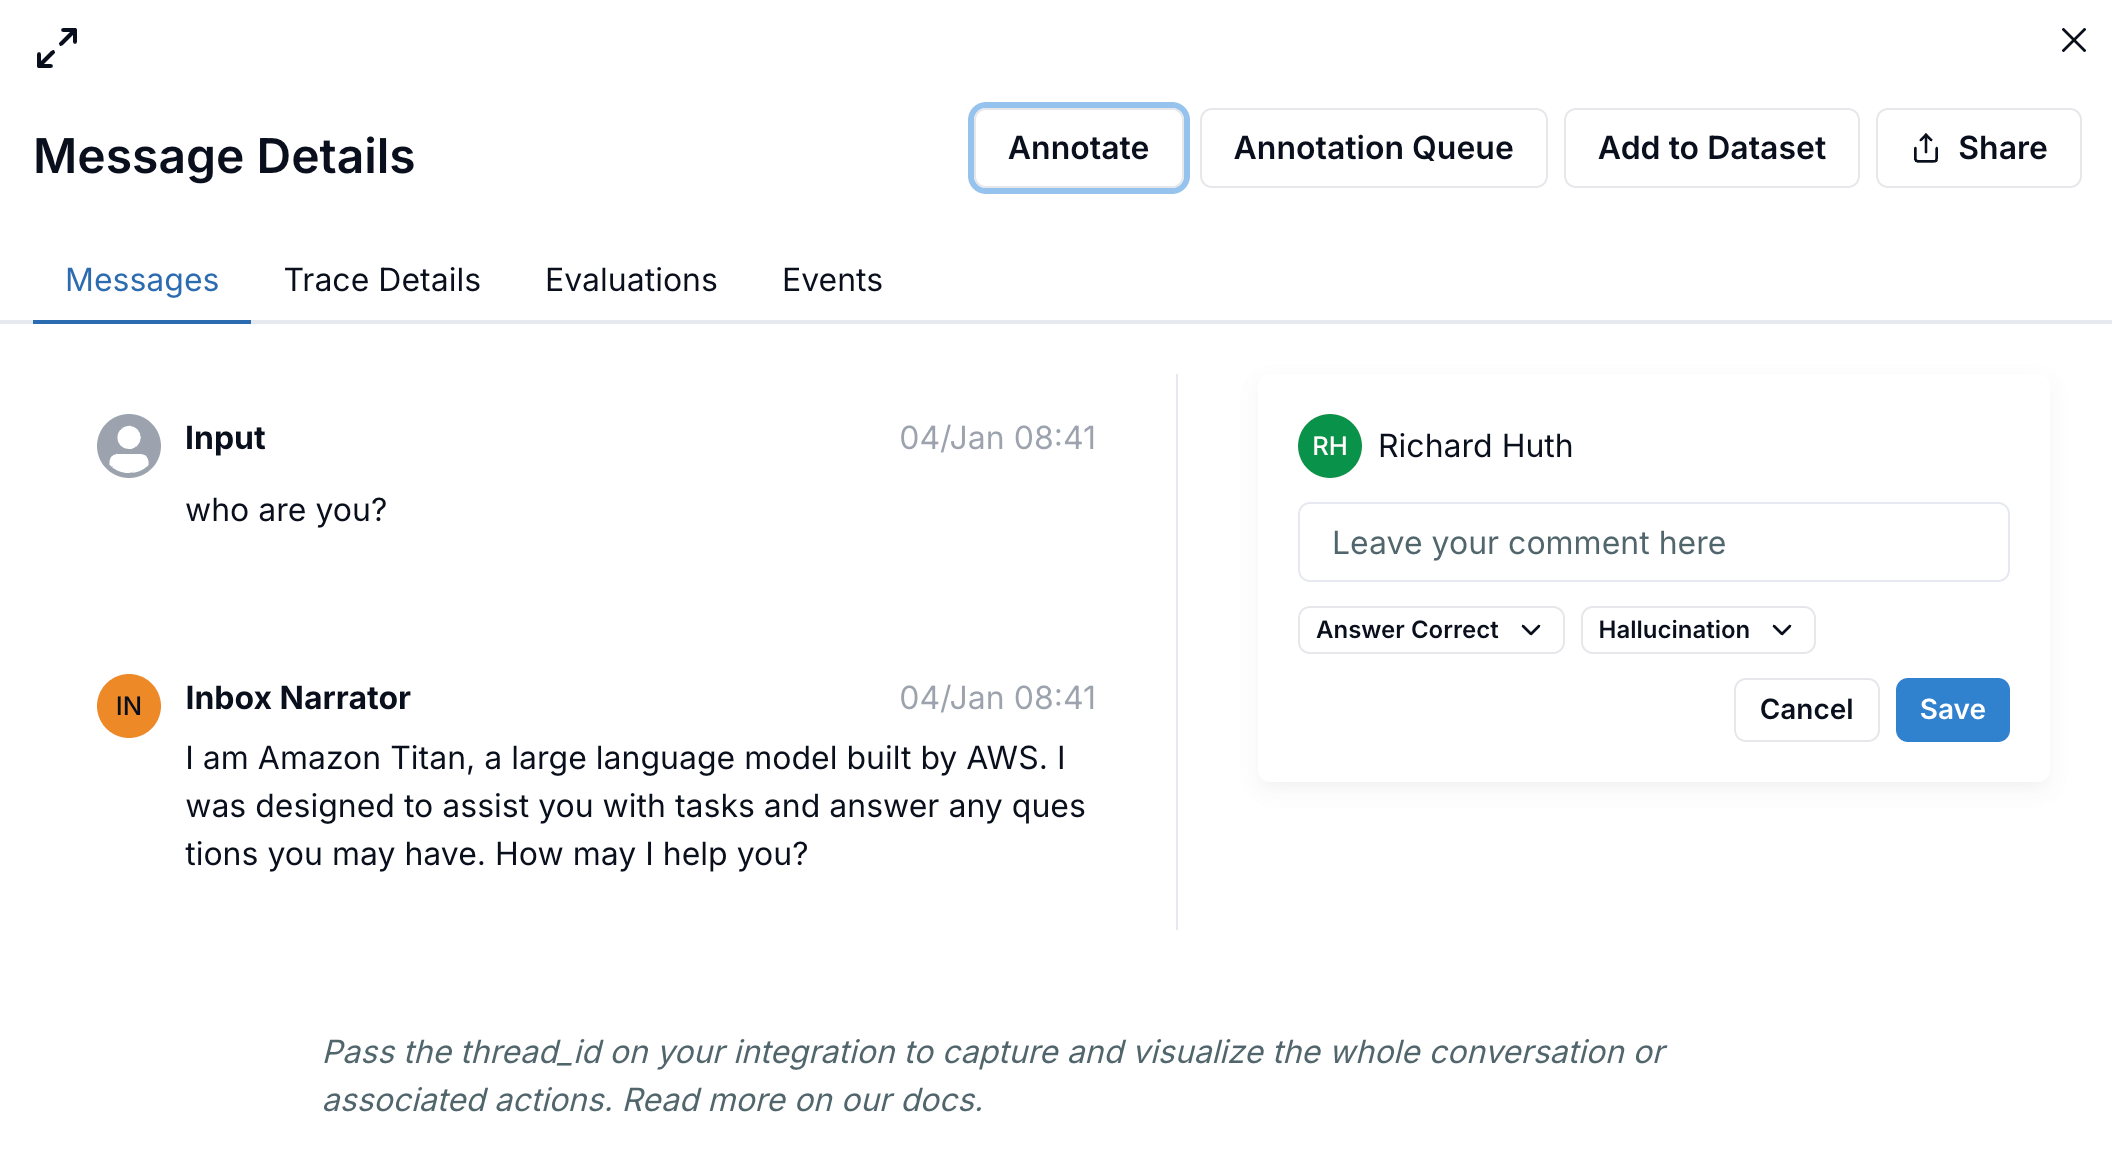 Message Details
Annotate
Annotation Queue
Add to Dataset
Share
Messages
Trace Details
Evaluations
Events
Input
04/Jan 08:41
who are you?
IN
Inbox Narrator
04/Jan 08:41
I am Amazon Titan, a large language model built by AWS. I
was designed to assist you with tasks and answer any ques
tions you may have. How may I help you?
RH
Richard Huth
Leave your comment here
Answer Correct
Hallucination
Cancel
Save
Pass the thread_id on your integration to capture and visualize the whole conversation or
associated actions. Read more on our docs.